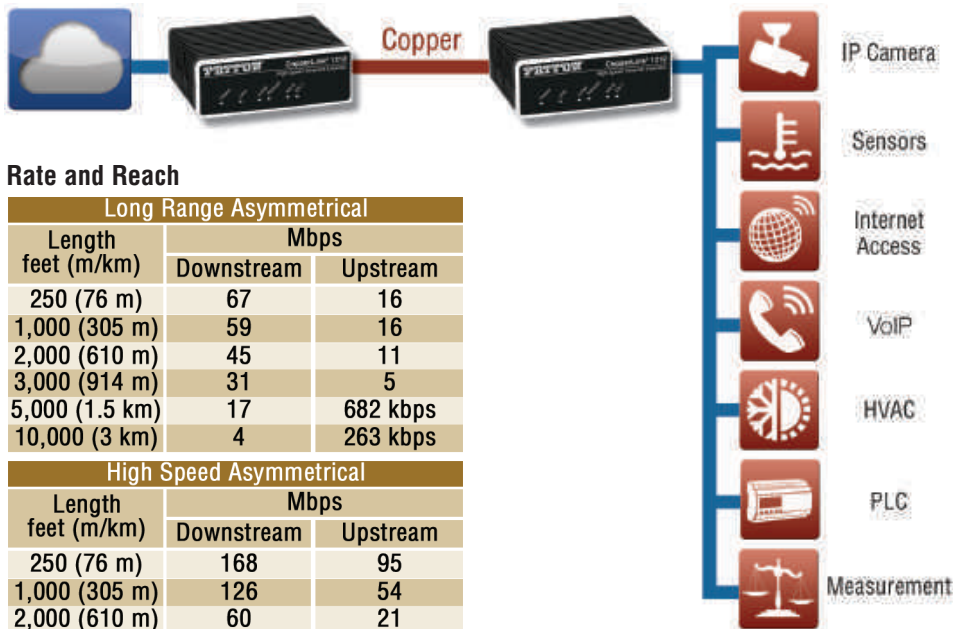 PATTON
CopperLink 1212
Copper
PATTON
CopperLink 1212
IP Camera
Sensors
Internet
Access
VoIP
HVAC
PLC
Measurement
Rate and Reach
Long Range Asymmetrical
Length
feet (m/km)
Mbps
Downstream Upstream
250 (76 m) 67 16
1,000 (305 m) 59 16
2,000 (610 m) 45 11
3,000 (914 m) 31 5
5,000 (1.5 km) 17 682 kbps
10,000 (3 km) 4 263 kbps
High Speed Asymmetrical
Length
feet (m/km)
Mbps
Downstream Upstream
250 (76 m) 168 95
1,000 (305 m) 126 54
2,000 (610 m) 60 21